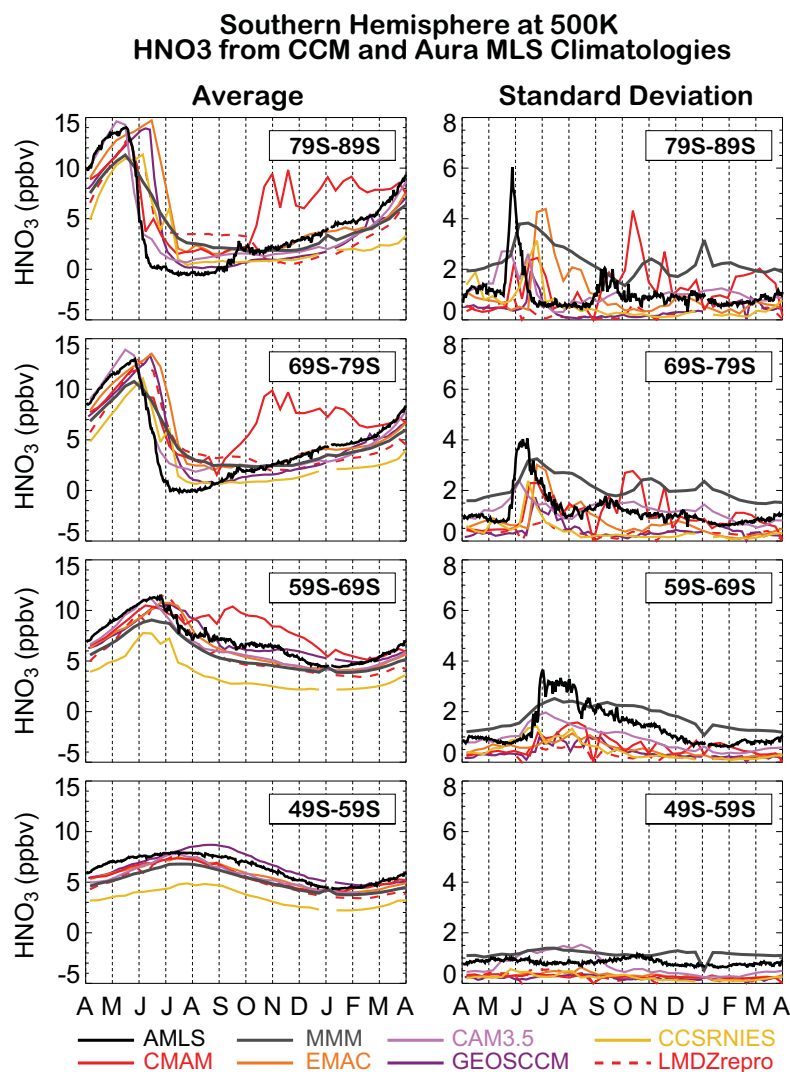 Southern Hemisphere at 500K
HNO3 from CCM and Aura MLS Climatologies
Average Standard Deviation
79S-89S
HNO3 (ppbv)
15
10
5
0
-5
79S-89S
8
6
4
2
0
69S-79S
HNO3 (ppbv)
15
10
5
0
-5
69S-79S
8
6
4
2
0
59S-69S
HNO3 (ppbv)
15
10
5
0
-5
59S-69S
8
6
4
2
0
49S-59S
HNO3 (ppbv)
15
10
5
0
-5
49S-59S
8
6
4
2
0
A M J J A S O N D J F M A
A M J J A S O N D J F M A
AMLS MMM CAM3.5 CCSRNIES
CMAM EMAC GEOSCCM LMDZrepro